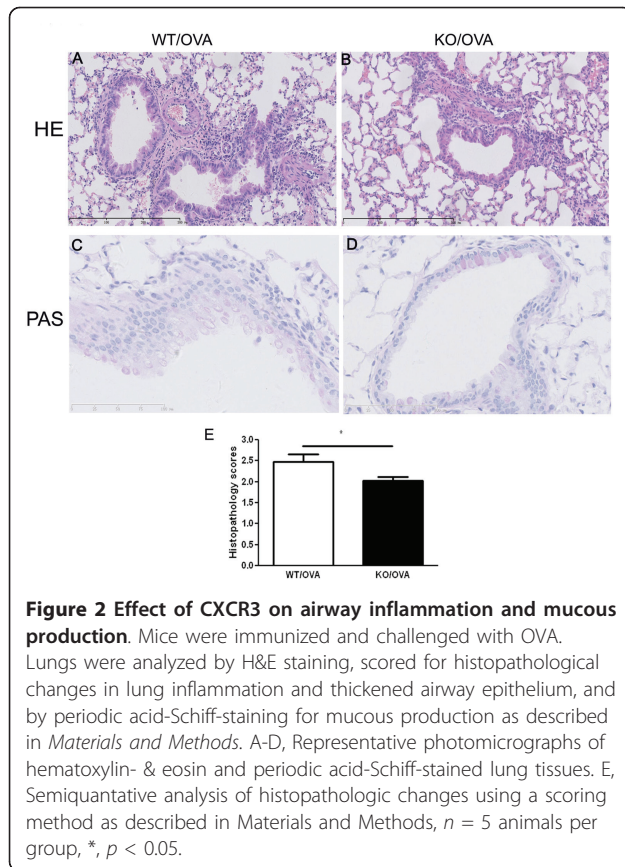 WT/OVA
KO/OVA
A
B
HE
C
D
PAS
E
*
Histopathology scores
3.0
2.5
2.0
1.5
1.0
0.5
0.0
WT/OVA
KO/OVA
Figure 2 Effect of CXCR3 on airway inflammation and mucous
production. Mice were immunized and challenged with OVA.
Lungs were analyzed by H&E staining, scored for histopathological
changes in lung inflammation and thickened airway epithelium, and
by periodic acid-Schiff-staining for mucous production as described
in Materials and Methods. A-D, Representative photomicrographs of
hematoxylin- & eosin and periodic acid-Schiff-stained lung tissues. E,
Semiquantative analysis of histopathologic changes using a scoring
method as described in Materials and Methods, n = 5 animals per
group, *, p < 0.05.